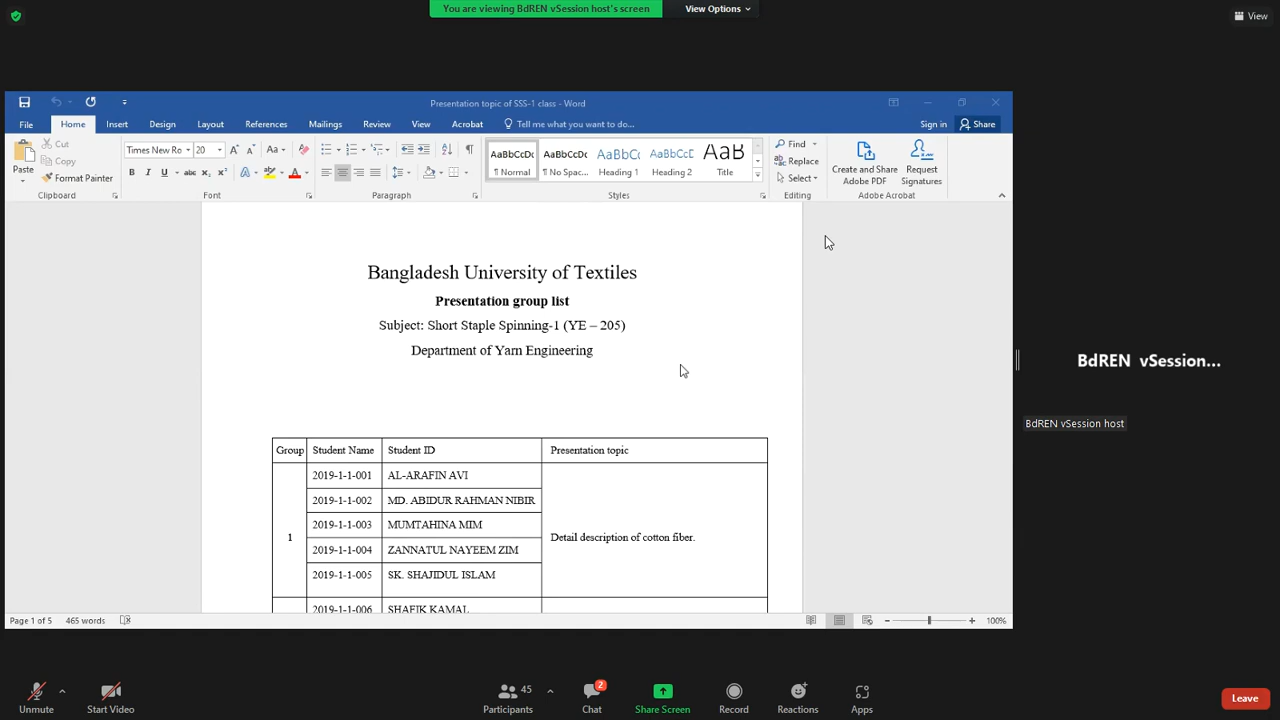 You are viewing BdREN vSession host's screen
View Options
View
Presentation topic of SSS-1 class - Word
File Home Insert Design Layout References Mailings Review View Acrobat Tell me what you want to do... Sign in Share
Paste
Cut
Copy
Format Painter
Clipboard
Times New Ro 20
Font
Paragraph
AaBbCcDc AaBbCcDc AaBbCc AaBbCcD AaB
¶ Normal ¶ No Spac... Heading 1 Heading 2 Title
Styles
Find
Replace
Select
Editing
Create and Share Adobe PDF
Request Signatures
Adobe Acrobat
Bangladesh University of Textiles
Presentation group list
Subject: Short Staple Spinning-1 (YE – 205)
Department of Yarn Engineering
Group Student Name Student ID Presentation topic
2019-1-1-001 AL-ARAFIN AVI
2019-1-1-002 MD. ABIDUR RAHMAN NIBIR
2019-1-1-003 MUMTAHINA MIM
1 Detail description of cotton fiber.
2019-1-1-004 ZANNATUL NAYEEM ZIM
2019-1-1-005 SK. SHAJIDUL ISLAM
2019-1-1-006 SHAFIK KAMAL
Page 1 of 5 465 words 100%
BdREN vSession...
BdREN vSession host
Unmute
Start Video
Participants 45
Chat 2
Share Screen
Record
Reactions
Apps
Leave